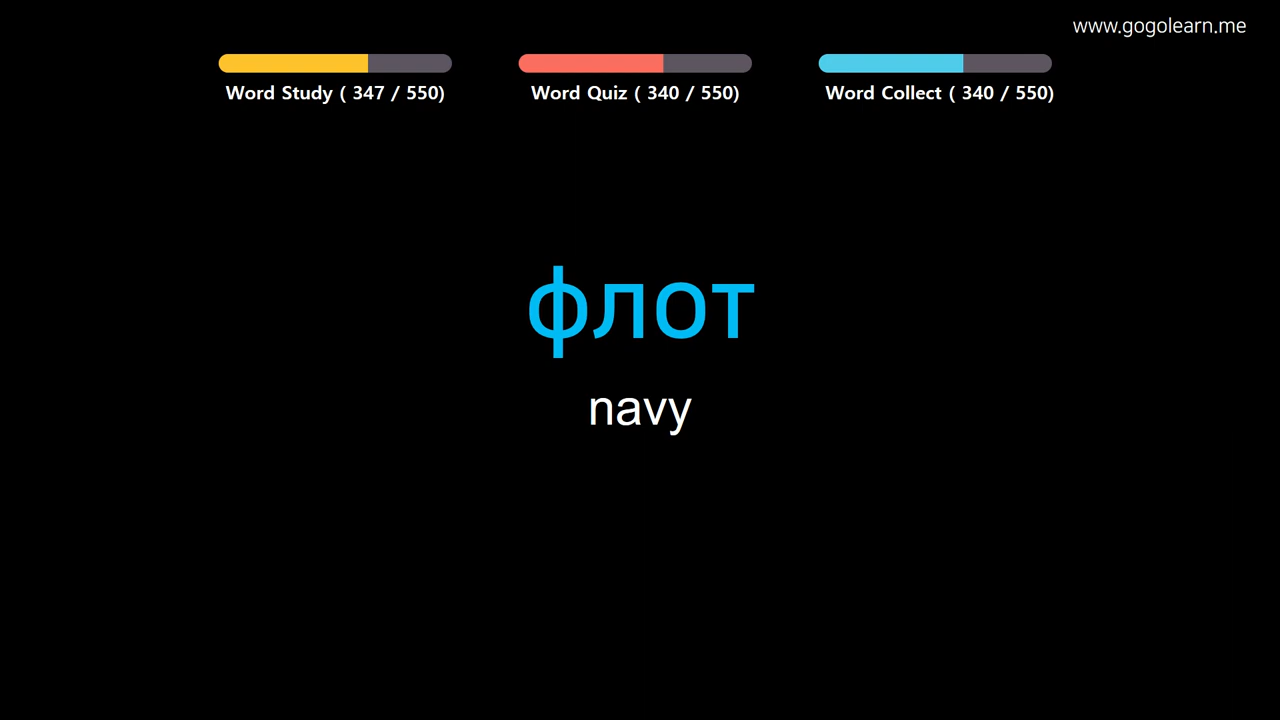 www.gogolearn.me
Word Study ( 347 / 550)
Word Quiz ( 340 / 550)
Word Collect ( 340 / 550)
флот
navy